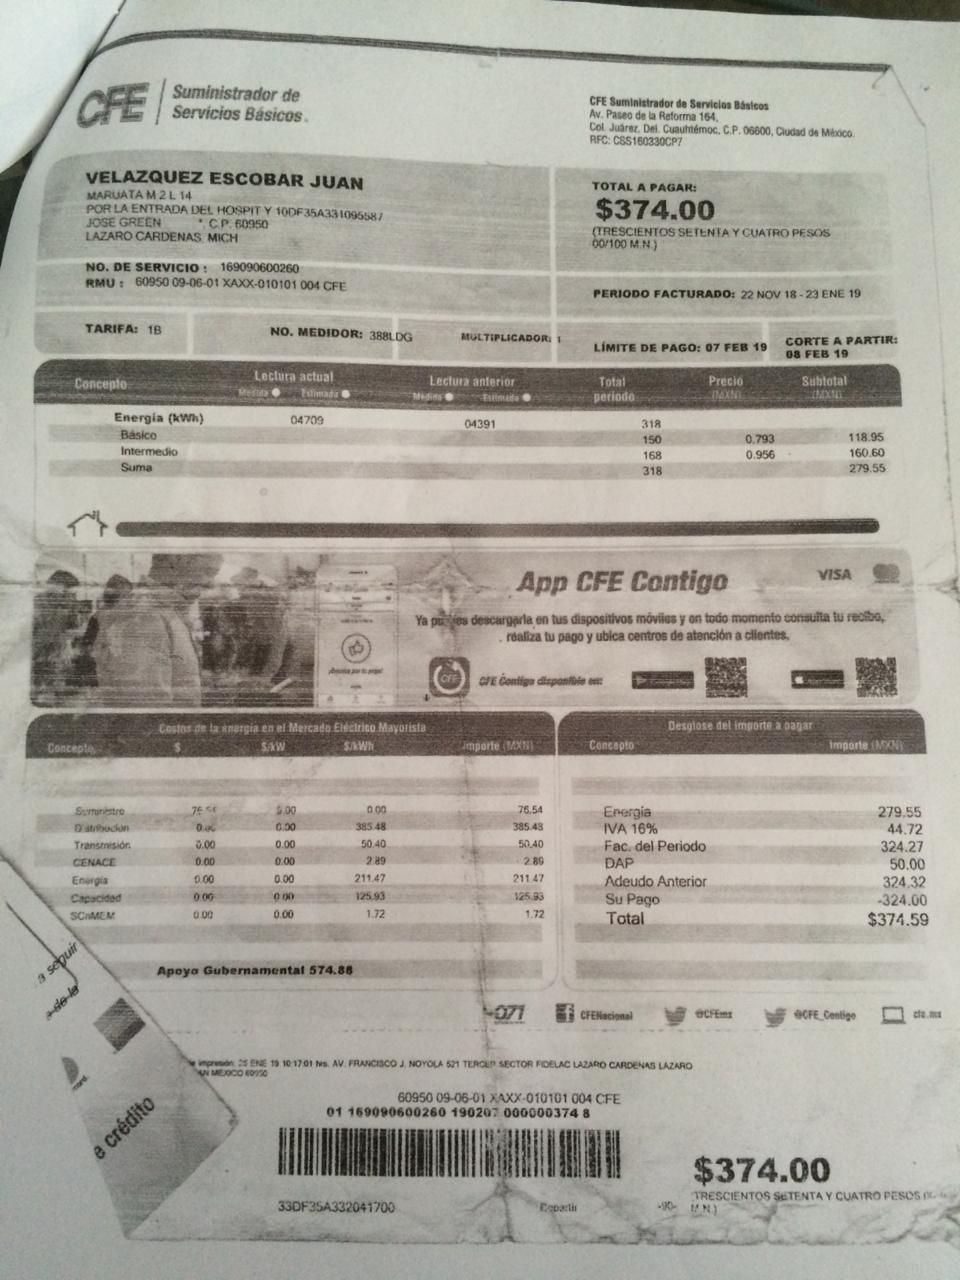 CFE Suministrador de
Servicios Básicos.
CFE Suministrador de Servicios Básicos
Av. Paseo de la Reforma 164,
Col. Juárez, Del. Cuauhtémoc, C.P. 06600, Ciudad de México.
RFC: CSS160330CP7
VELAZQUEZ ESCOBAR JUAN
MARUATA M 2 L 14
POR LA ENTRADA DEL HOSPIT Y 10DF35A331095587
JOSE GREEN *. C.P. 60950
LAZARO CARDENAS, MICH
TOTAL A PAGAR:
$374.00
(TRESCIENTOS SETENTA Y CUATRO PESOS
00/100 M.N.)
NO. DE SERVICIO : 169090600260
RMU : 60950 09-06-01 XAXX-010101 004 CFE
PERIODO FACTURADO: 22 NOV 18 - 23 ENE 19
TARIFA: 1B NO. MEDIDOR: 388LDG MULTIPLICADOR: 1
LÍMITE DE PAGO: 07 FEB 19 CORTE A PARTIR:
08 FEB 19
Concepto Lectura actual Lectura anterior Total periodo Precio (MXN) Subtotal (MXN)
Medida Estimada Medida Estimada
Energía (kWh) 04709 04391 318
Básico 150 0.793 118.95
Intermedio 168 0.956 160.60
Suma 318 279.55
App CFE Contigo VISA
Ya puedes descargarla en tus dispositivos móviles y en todo momento consulta tu recibo,
realiza tu pago y ubica centros de atención a clientes.
CFE
CFE Contigo disponible en:
Costos de la energía en el Mercado Eléctrico Mayorista
Concepto $ $/kW $/kWh Importe (MXN)
Suministro 76.54 0.00 0.00 76.54
Distribución 0.00 0.00 385.48 385.48
Transmisión 0.00 0.00 50.40 50.40
CENACE 0.00 0.00 2.89 2.89
Energía 0.00 0.00 211.47 211.47
Capacidad 0.00 0.00 125.93 125.93
SCnMEM 0.00 0.00 1.72 1.72
Apoyo Gubernamental 574.88
Desglose del importe a pagar
Concepto Importe (MXN)
Energía 279.55
IVA 16% 44.72
Fac. del Periodo 324.27
DAP 50.00
Adeudo Anterior 324.32
Su Pago -324.00
Total $374.59
071 CFENacional @CFEmx @CFE_Contigo cfe.mx
a seguir
de la
e crédito
impresión: 25 ENE 19 10:17:01 hrs. AV. FRANCISCO J. NOYOLA 521 TERCER SECTOR FIDELAC LAZARO CARDENAS LAZARO
AN MEXICO 60950
60950 09-06-01 XAXX-010101 004 CFE
01 169090600260 190207 000000374 8
33DF35A332041700 Repartir -90-
$374.00
TRESCIENTOS SETENTA Y CUATRO PESOS
M.N.)